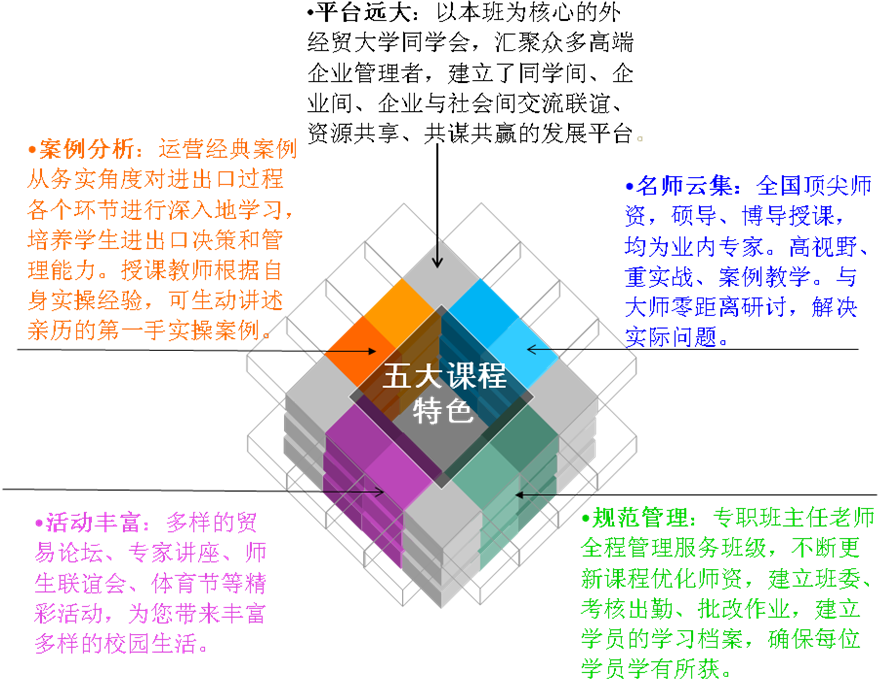 •平台远大：以本班为核心的外
经贸大学同学会，汇聚众多高端
企业管理者，建立了同学间、企
业间、企业与社会间交流联谊、
资源共享、共谋共赢的发展平台。
•案例分析：运营经典案例
从务实角度对进出口过程
各个环节进行深入地学习，
培养学生进出口决策和管
理能力。授课教师根据自
身实操经验，可生动讲述
亲历的第一手实操案例。
•名师云集：全国顶尖师
资，硕导、博导授课，
均为业内专家。高视野、
重实战、案例教学。与
大师零距离研讨，解决
实际问题。
五大课程
特色
•活动丰富：多样的贸
易论坛、专家讲座、师
生联谊会、体育节等精
彩活动，为您带来丰富
多样的校园生活。
•规范管理：专职班主任老师
全程管理服务班级，不断更
新课程优化师资，建立班委、
考核出勤、批改作业，建立
学员的学习档案，确保每位
学员学有所获。